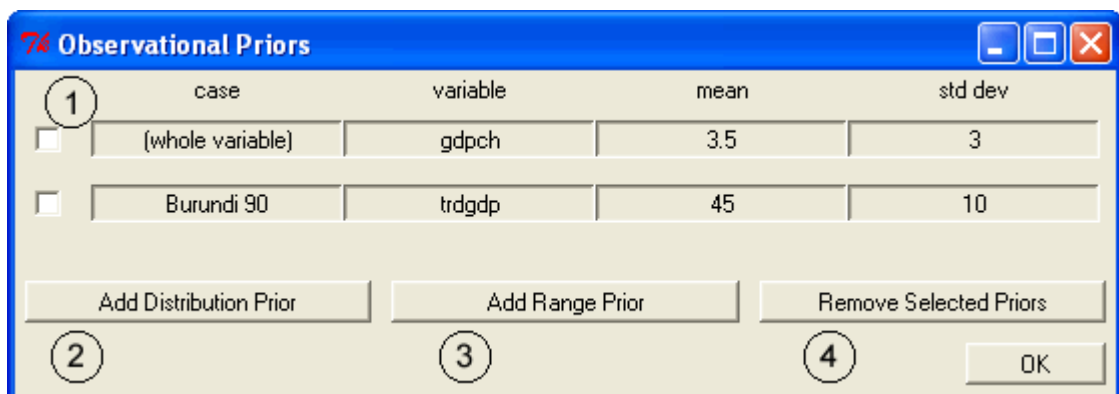 Observational Priors
1 case variable mean std dev
(whole variable) gdpch 3.5 3
Burundi 90 trdgdp 45 10
Add Distribution Prior Add Range Prior Remove Selected Priors
2 3 4 OK